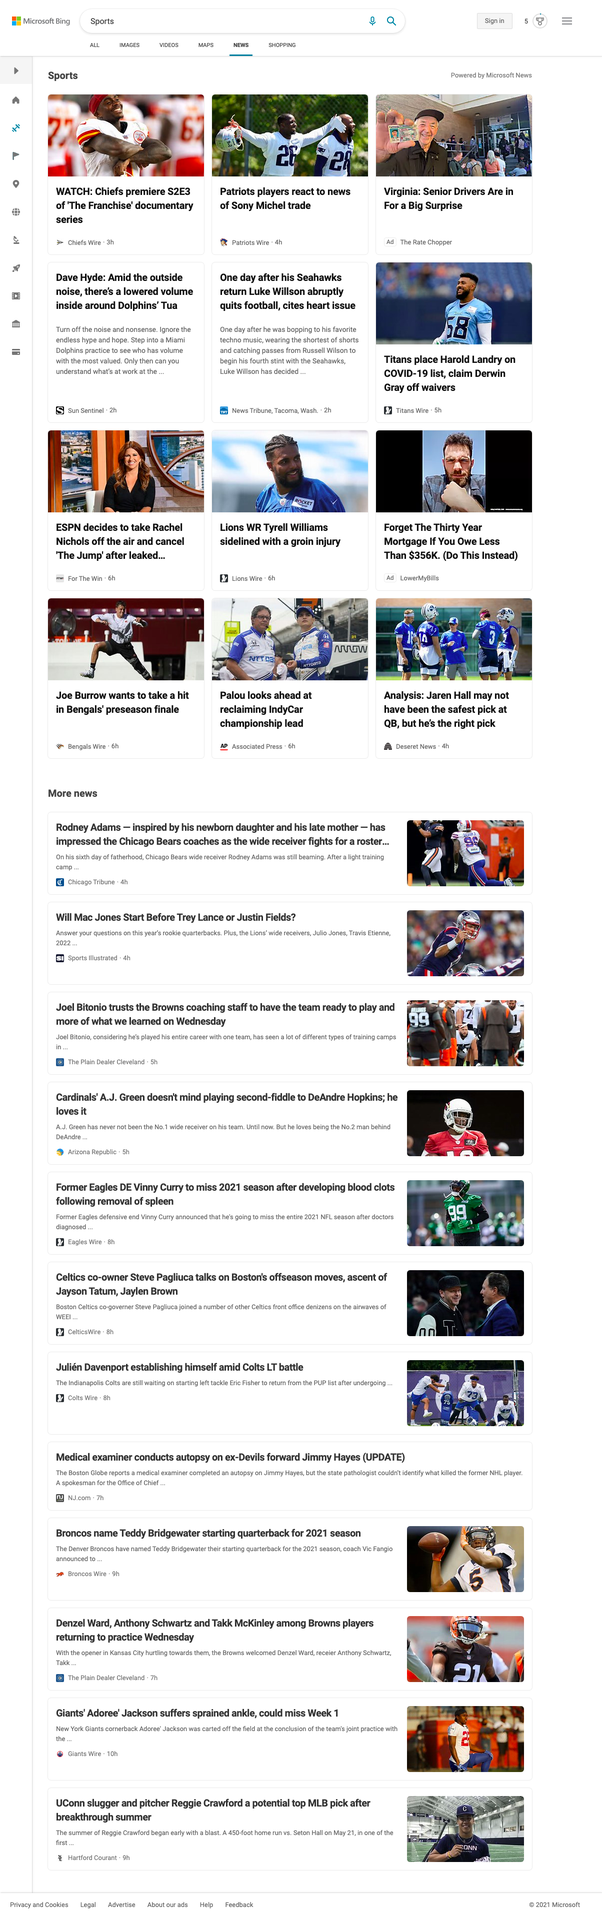 Microsoft Bing
Sports
Sign in
5
ALL IMAGES VIDEOS MAPS NEWS SHOPPING
Sports
Powered by Microsoft News
WATCH: Chiefs premiere S2E3
of 'The Franchise' documentary
series
Chiefs Wire · 3h
Patriots players react to news
of Sony Michel trade
Patriots Wire · 4h
Virginia: Senior Drivers Are in
For a Big Surprise
Ad The Rate Chopper
Dave Hyde: Amid the outside
noise, there's a lowered volume
inside around Dolphins' Tua
Turn off the noise and nonsense. Ignore the
endless hype and hope. Step into a Miami
Dolphins practice to see who has volume
with the most valued. Only then can you
understand what's at work at the ...
Sun Sentinel · 2h
One day after his Seahawks
return Luke Willson abruptly
quits football, cites heart issue
One day after he was bopping to his favorite
techno music, wearing the shortest of shorts
and catching passes from Russell Wilson to
begin his fourth stint with the Seahawks,
Luke Willson has decided ...
News Tribune, Tacoma, Wash. · 2h
58
Titans place Harold Landry on
COVID-19 list, claim Derwin
Gray off waivers
Titans Wire · 5h
ESPN decides to take Rachel
Nichols off the air and cancel
'The Jump' after leaked...
For The Win · 6h
Lions WR Tyrell Williams
sidelined with a groin injury
Lions Wire · 6h
Forget The Thirty Year
Mortgage If You Owe Less
Than $356K. (Do This Instead)
Ad LowerMyBills
Joe Burrow wants to take a hit
in Bengals' preseason finale
Bengals Wire · 6h
Palou looks ahead at
reclaiming IndyCar
championship lead
Associated Press · 6h
Analysis: Jaren Hall may not
have been the safest pick at
QB, but he's the right pick
Deseret News · 4h
More news
Rodney Adams — inspired by his newborn daughter and his late mother — has
impressed the Chicago Bears coaches as the wide receiver fights for a roster...
On his sixth day of fatherhood, Chicago Bears wide receiver Rodney Adams was still beaming. After a light training
camp ...
Chicago Tribune · 4h
Will Mac Jones Start Before Trey Lance or Justin Fields?
Answer your questions on this year's rookie quarterbacks. Plus, the Lions' wide receivers, Julio Jones, Travis Etienne,
2022 ...
Sports Illustrated · 4h
Joel Bitonio trusts the Browns coaching staff to have the team ready to play and
more of what we learned on Wednesday
Joel Bitonio, considering he's played his entire career with one team, has seen a lot of different types of training camps
in ...
The Plain Dealer Cleveland · 5h
99
Cardinals' A.J. Green doesn't mind playing second-fiddle to DeAndre Hopkins; he
loves it
A.J. Green has never not been the No.1 wide receiver on his team. Until now. But he loves being the No.2 man behind
DeAndre ...
Arizona Republic · 5h
Former Eagles DE Vinny Curry to miss 2021 season after developing blood clots
following removal of spleen
Former Eagles defensive end Vinny Curry announced that he's going to miss the entire 2021 NFL season after doctors
diagnosed ...
Eagles Wire · 8h
99
Celtics co-owner Steve Pagliuca talks on Boston's offseason moves, ascent of
Jayson Tatum, Jaylen Brown
Boston Celtics co-governor Steve Pagliuca joined a number of other Celtics front office denizens on the airwaves of
WEEI ...
CelticsWire · 8h
Julién Davenport establishing himself amid Colts LT battle
The Indianapolis Colts are still waiting on starting left tackle Eric Fisher to return from the PUP list after undergoing ...
Colts Wire · 8h
73
Medical examiner conducts autopsy on ex-Devils forward Jimmy Hayes (UPDATE)
The Boston Globe reports a medical examiner completed an autopsy on Jimmy Hayes, but the state pathologist couldn't identify what killed the former NHL player.
A spokesman for the Office of Chief ...
NJ.com · 7h
Broncos name Teddy Bridgewater starting quarterback for 2021 season
The Denver Broncos have named Teddy Bridgewater their starting quarterback for the 2021 season, coach Vic Fangio
announced to ...
Broncos Wire · 9h
5
Denzel Ward, Anthony Schwartz and Takk McKinley among Browns players
returning to practice Wednesday
With the opener in Kansas City hurtling towards them, the Browns welcomed Denzel Ward, receier Anthony Schwartz,
Takk ...
The Plain Dealer Cleveland · 7h
21
Giants' Adoree' Jackson suffers sprained ankle, could miss Week 1
New York Giants cornerback Adoree' Jackson was carted off the field at the conclusion of the team's joint practice with
the ...
Giants Wire · 10h
UConn slugger and pitcher Reggie Crawford a potential top MLB pick after
breakthrough summer
The summer of Reggie Crawford began early with a blast. A 450-foot home run vs. Seton Hall on May 21, in one of the
first ...
Hartford Courant · 9h
Privacy and Cookies Legal Advertise About our ads Help Feedback
© 2021 Microsoft